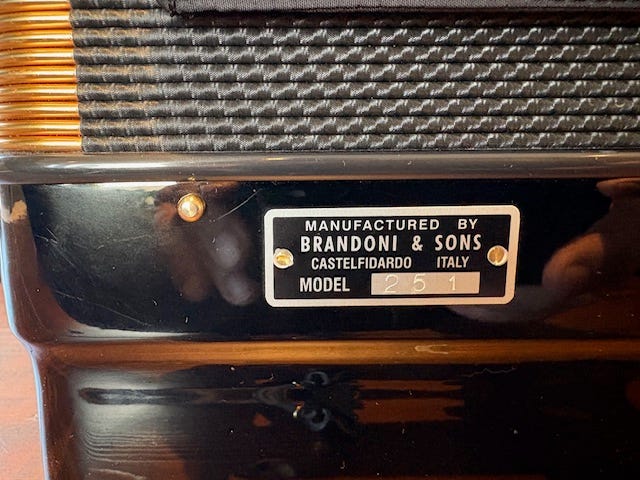 MANUFACTURED BY
BRANDONI & SONS
CASTELFIDARDO ITALY
MODEL 251